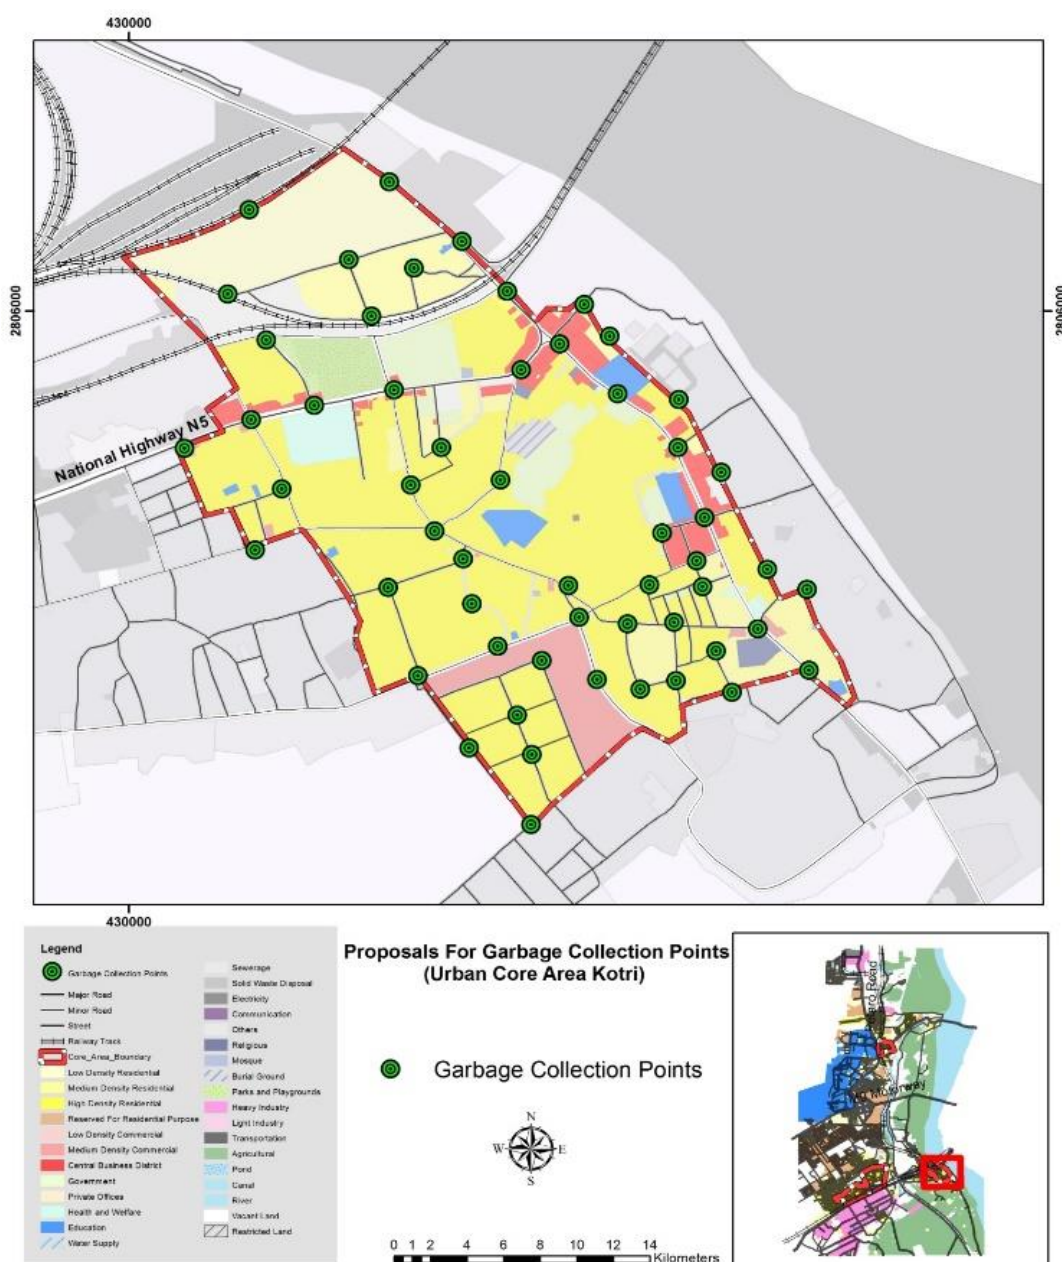 430000
2806000
2806000
National Highway N5
430000
Legend
Garbage Collection Points
Major Road
Minor Road
Street
Railway Track
Core_Area_Boundary
Low Density Residential
Medium Density Residential
High Density Residential
Reserved For Residential Purpose
Low Density Commercial
Medium Density Commercial
Central Business District
Government
Private Offices
Health and Welfare
Education
Water Supply
Sewerage
Solid Waste Disposal
Electricity
Communication
Others
Religious
Mosque
Burial Ground
Parks and Playgrounds
Heavy Industry
Light Industry
Transportation
Agricultural
Pond
Canal
River
Vacant Land
Restricted Land
Proposals For Garbage Collection Points
(Urban Core Area Kotri)
Garbage Collection Points
N
W E
S
0 1 2 4 6 8 10 12 14
Kilometers
Road
Motorway